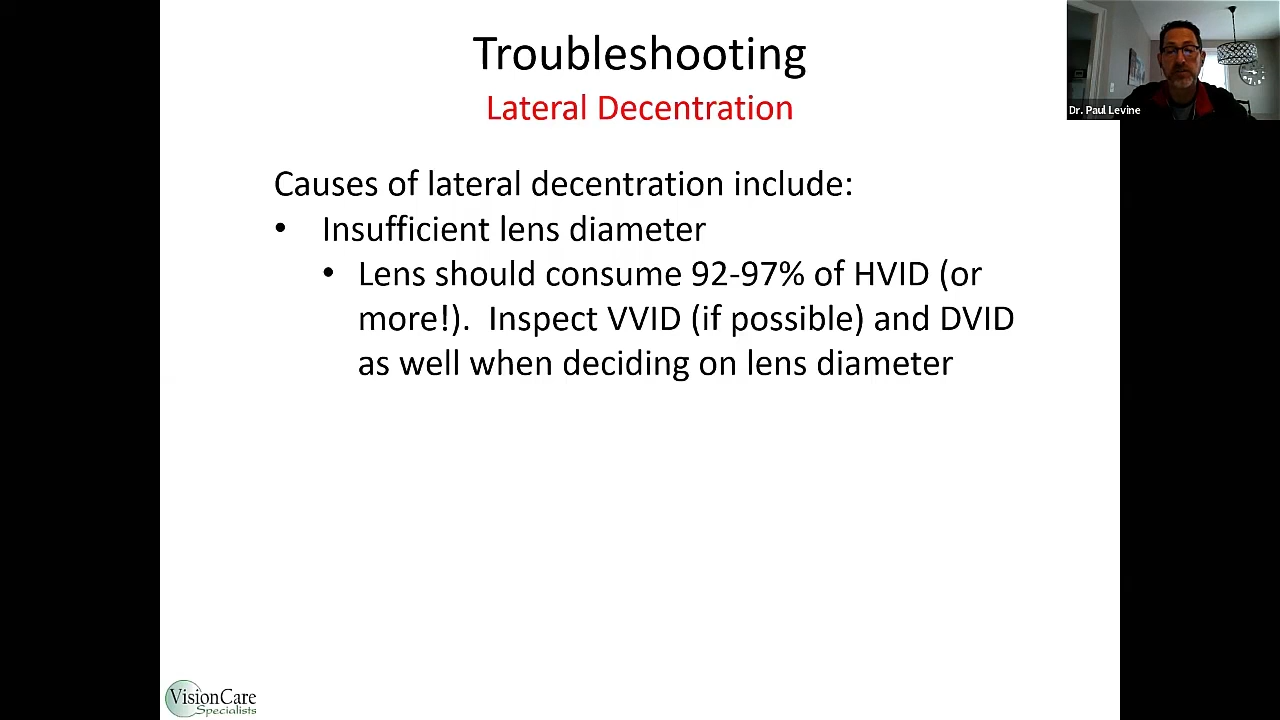 Troubleshooting
Lateral Decentration
Dr. Paul Levine
Causes of lateral decentration include:
• Insufficient lens diameter
• Lens should consume 92-97% of HVID (or
more!).  Inspect VVID (if possible) and DVID
as well when deciding on lens diameter
VisionCare
Specialists